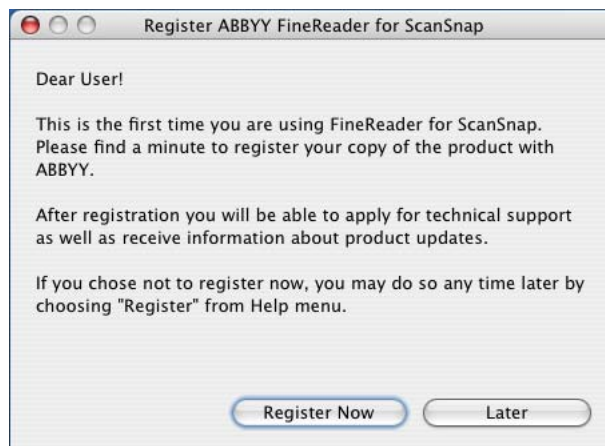 Register ABBYY FineReader for ScanSnap
Dear User!
This is the first time you are using FineReader for ScanSnap.
Please find a minute to register your copy of the product with
ABBYY.
After registration you will be able to apply for technical support
as well as receive information about product updates.
If you chose not to register now, you may do so any time later by
choosing "Register" from Help menu.
Register Now
Later